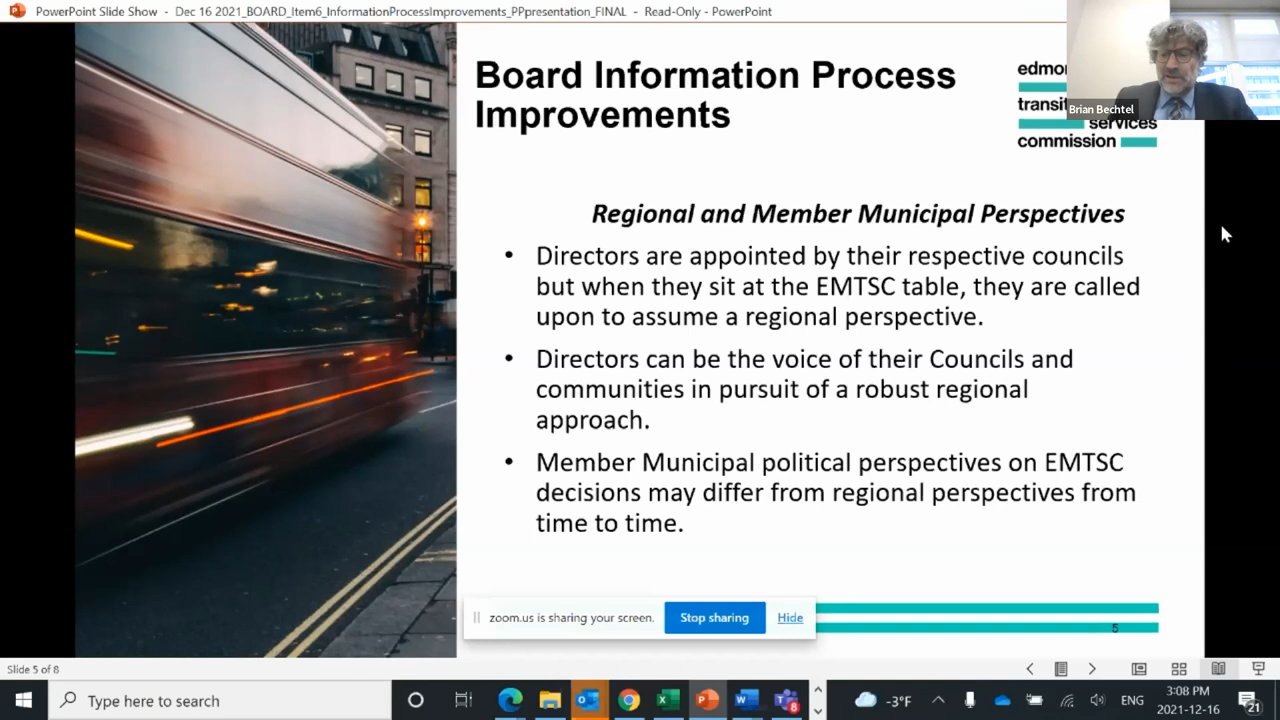 PowerPoint Slide Show - Dec 16 2021_BOARD_Item6_InformationProcessImprovements_PPpresentation_FINAL - Read-Only - PowerPoint
Brian Bechtel
Board Information Process
Improvements
transit
services
commission
Regional and Member Municipal Perspectives
• Directors are appointed by their respective councils
but when they sit at the EMTSC table, they are called
upon to assume a regional perspective.
• Directors can be the voice of their Councils and
communities in pursuit of a robust regional
approach.
• Member Municipal political perspectives on EMTSC
decisions may differ from regional perspectives from
time to time.
zoom.us is sharing your screen. Stop sharing Hide
5
Slide 5 of 8
Type here to search
-3°F
ENG
3:08 PM
2021-12-16
8
21